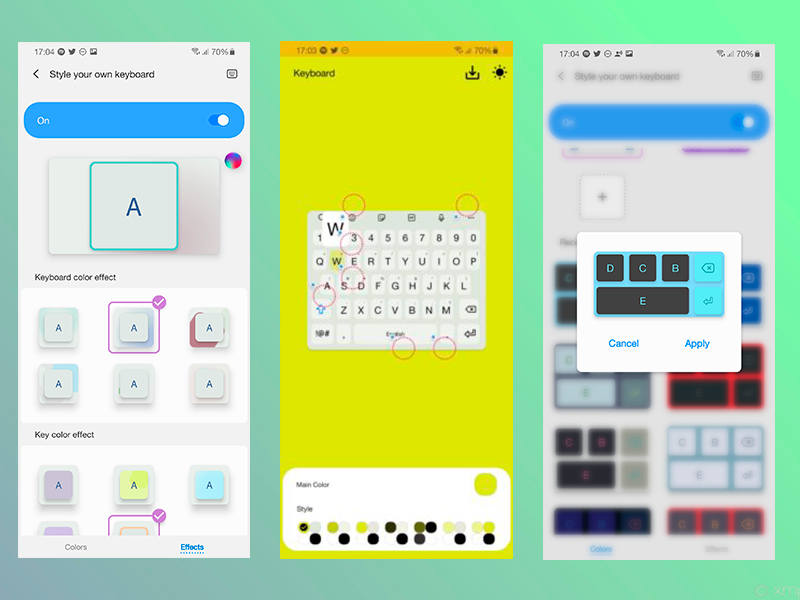 17:04 70%
Style your own keyboard
On
A
Keyboard color effect
A A A
A A A
Key color effect
A A A
Colors Effects
17:03 70%
Keyboard
W
1 3 4 5 6 7 8 9 0
Q W E R T Y U I O P
A S D F G H J K L
Z X C V B N M
!@# , English .
Main Color
Style
17:04 70%
Style your own keyboard
On
D C B
E
Cancel Apply
E
C B C B
E E
Colors Effects